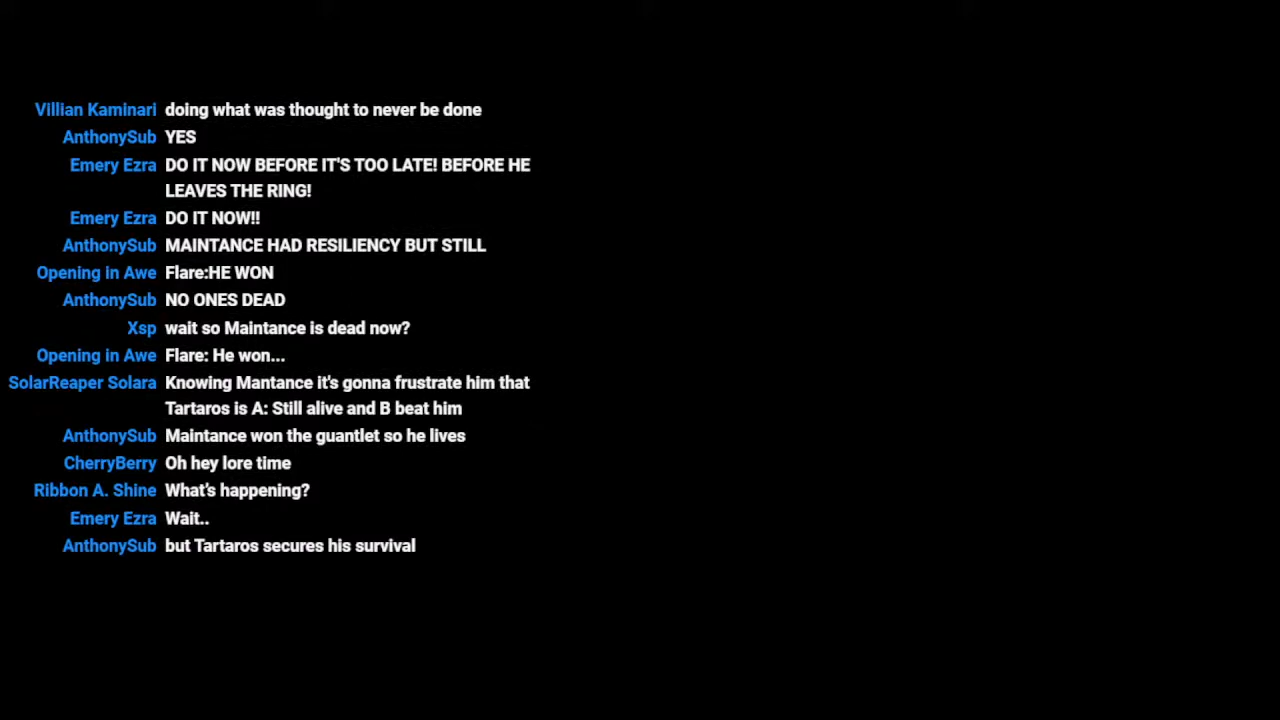 Villian Kaminari doing what was thought to never be done
AnthonySub YES
Emery Ezra DO IT NOW BEFORE IT'S TOO LATE! BEFORE HE
LEAVES THE RING!
Emery Ezra DO IT NOW!!
AnthonySub MAINTANCE HAD RESILIENCY BUT STILL
Opening in Awe Flare:HE WON
AnthonySub NO ONES DEAD
Xsp wait so Maintance is dead now?
Opening in Awe Flare: He won...
SolarReaper Solara Knowing Mantance it's gonna frustrate him that
Tartaros is A: Still alive and B beat him
AnthonySub Maintance won the guantlet so he lives
CherryBerry Oh hey lore time
Ribbon A. Shine What's happening?
Emery Ezra Wait..
AnthonySub but Tartaros secures his survival